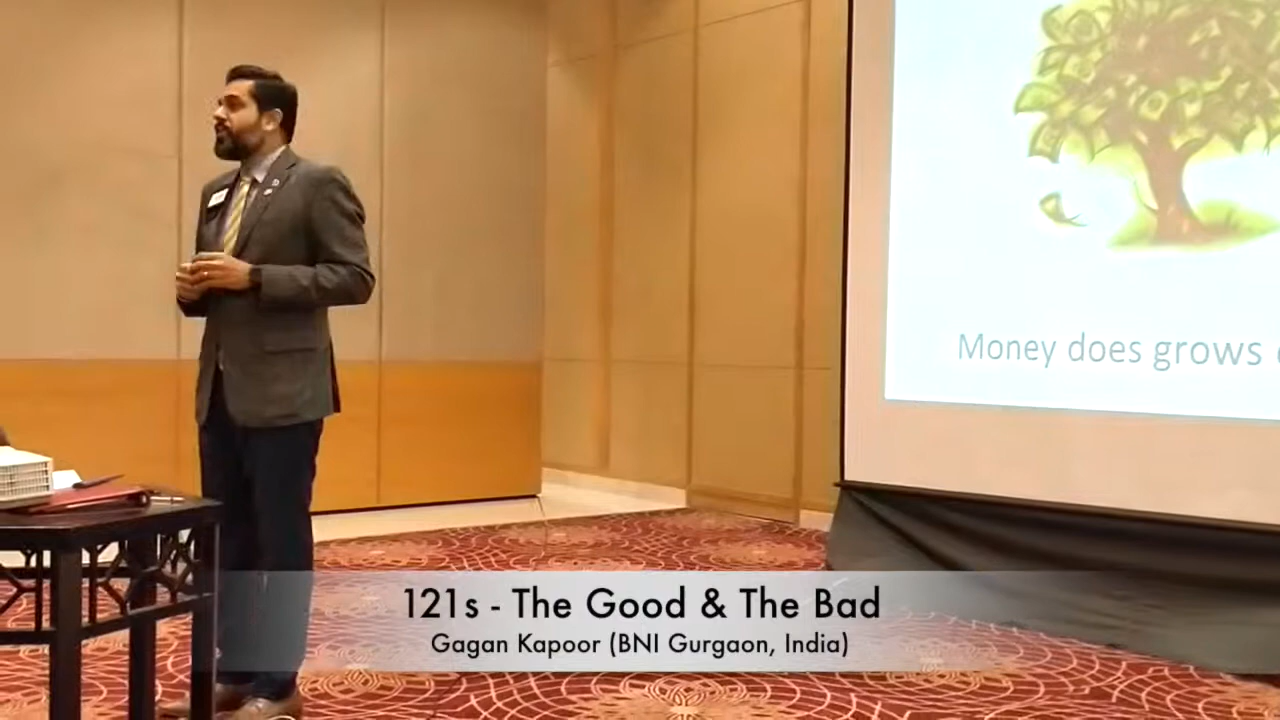 Money does grows
121s - The Good & The Bad
Gagan Kapoor (BNI Gurgaon, India)